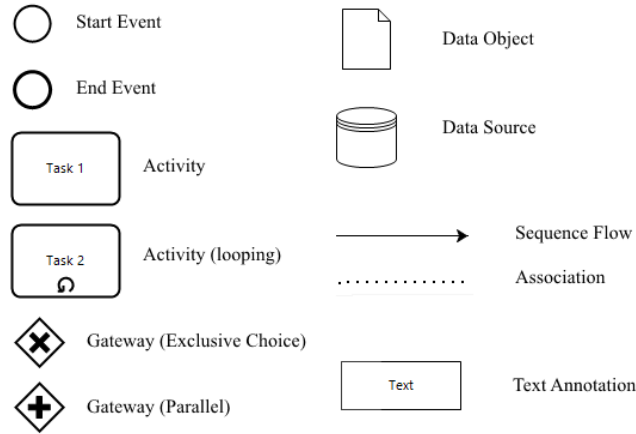 Start Event
End Event
Task 1
Activity
Task 2
Activity (looping)
Gateway (Exclusive Choice)
Gateway (Parallel)
Data Object
Data Source
Sequence Flow
Association
Text
Text Annotation